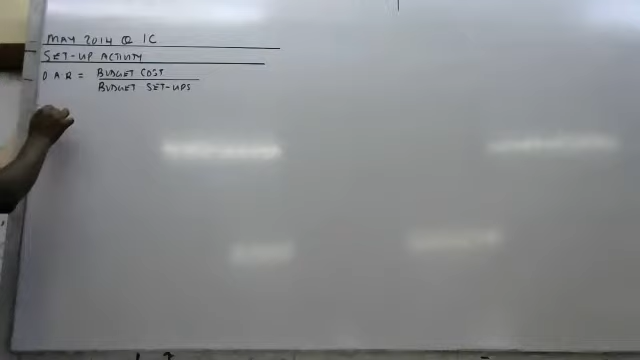 MAY 2014 Q 1C
SET-UP ACTIVITY
OAR = BUDGET COST
BUDGET SET-UPS